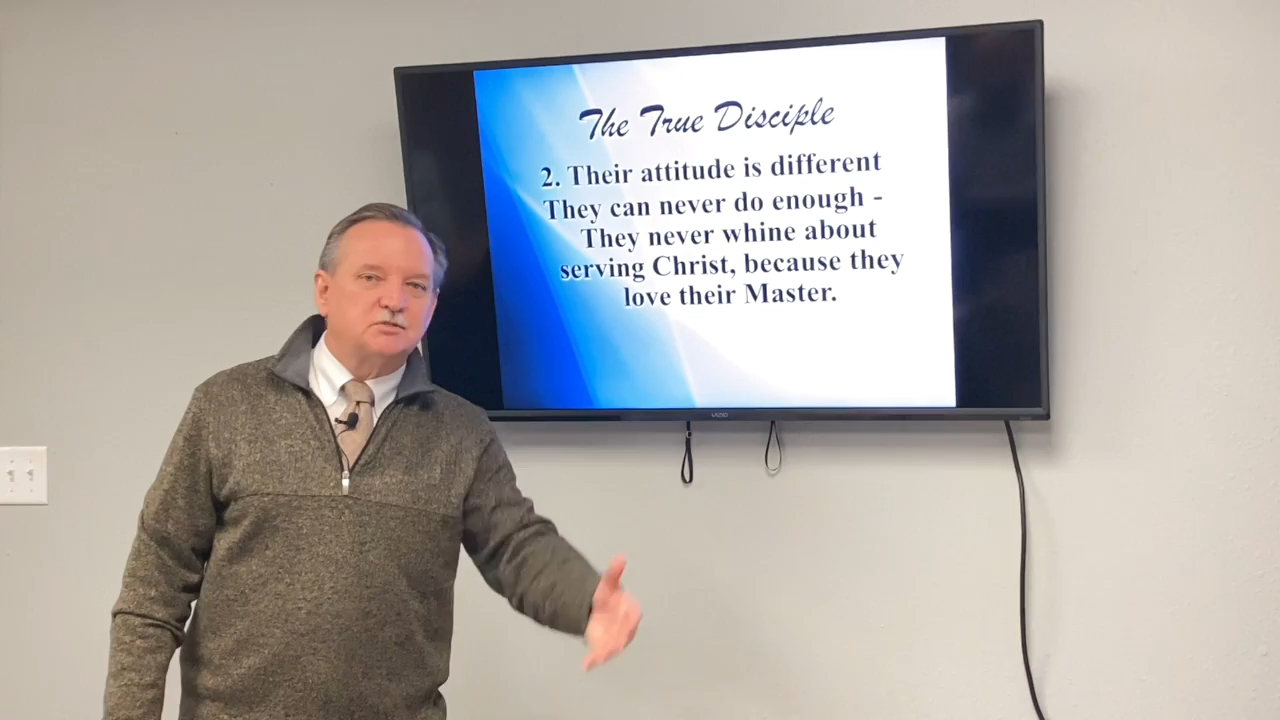 The True Disciple
2. Their attitude is different
They can never do enough -
They never whine about
serving Christ, because they
love their Master.
VIZIO